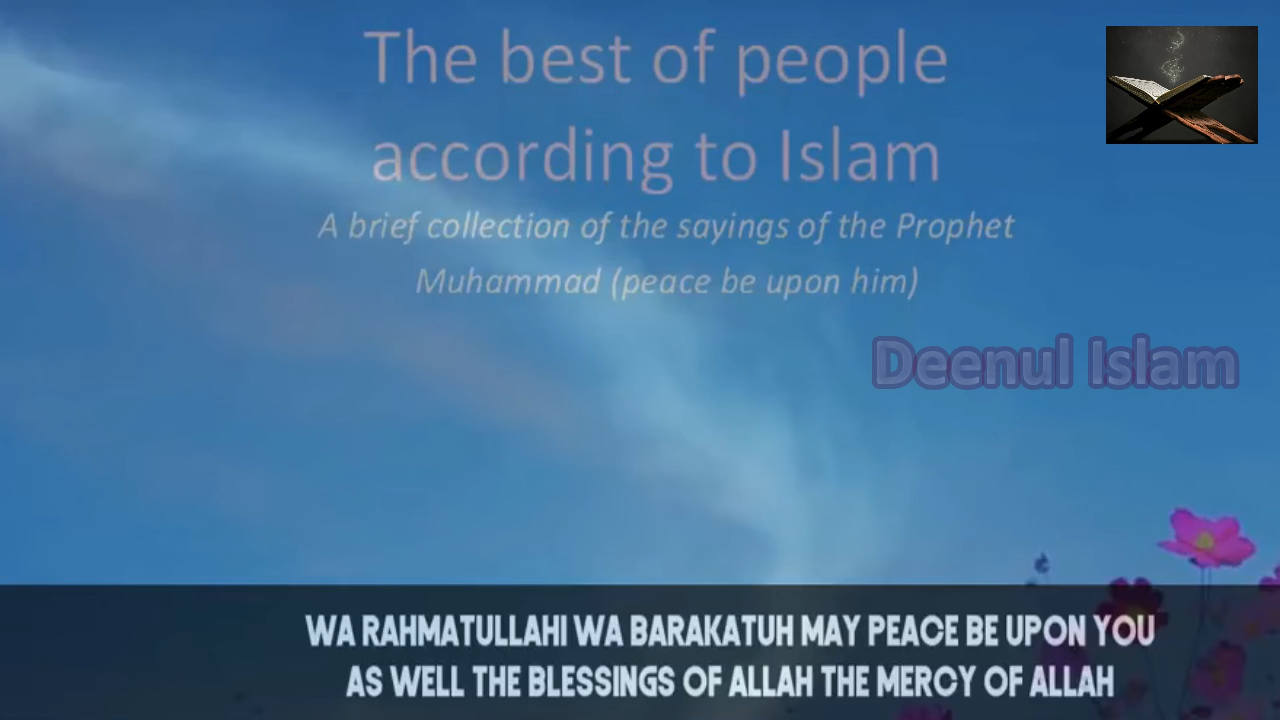 The best of people
according to Islam
A brief collection of the sayings of the Prophet
Muhammad (peace be upon him)
Deenul Islam
WA RAHMATULLAHI WA BARAKATUH MAY PEACE BE UPON YOU
AS WELL THE BLESSINGS OF ALLAH THE MERCY OF ALLAH